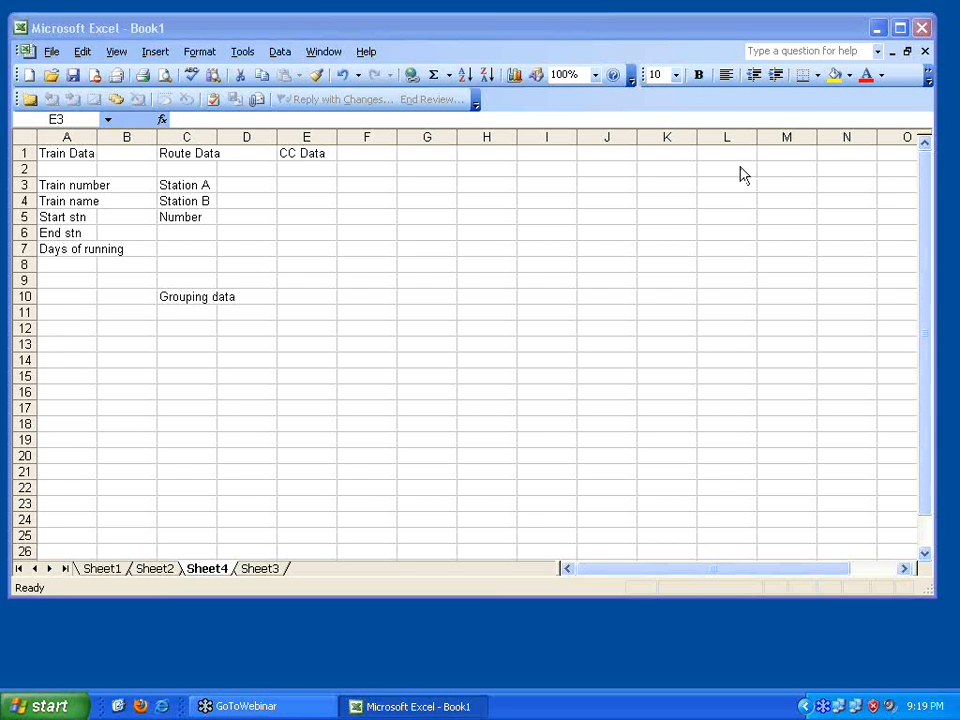 Microsoft Excel - Book1
File Edit View Insert Format Tools Data Window Help
Type a question for help
100%
10 B A
Reply with Changes... End Review...
E3 fx
A B C D E F G H I J K L M N O
1 Train Data Route Data CC Data
2
3 Train number Station A
4 Train name Station B
5 Start stn Number
6 End stn
7 Days of running
8
9
10 Grouping data
11
12
13
14
15
16
17
18
19
20
21
22
23
24
25
26
Sheet1 Sheet2 Sheet4 Sheet3
Ready
start GoToWebinar Microsoft Excel - Book1 9:19 PM